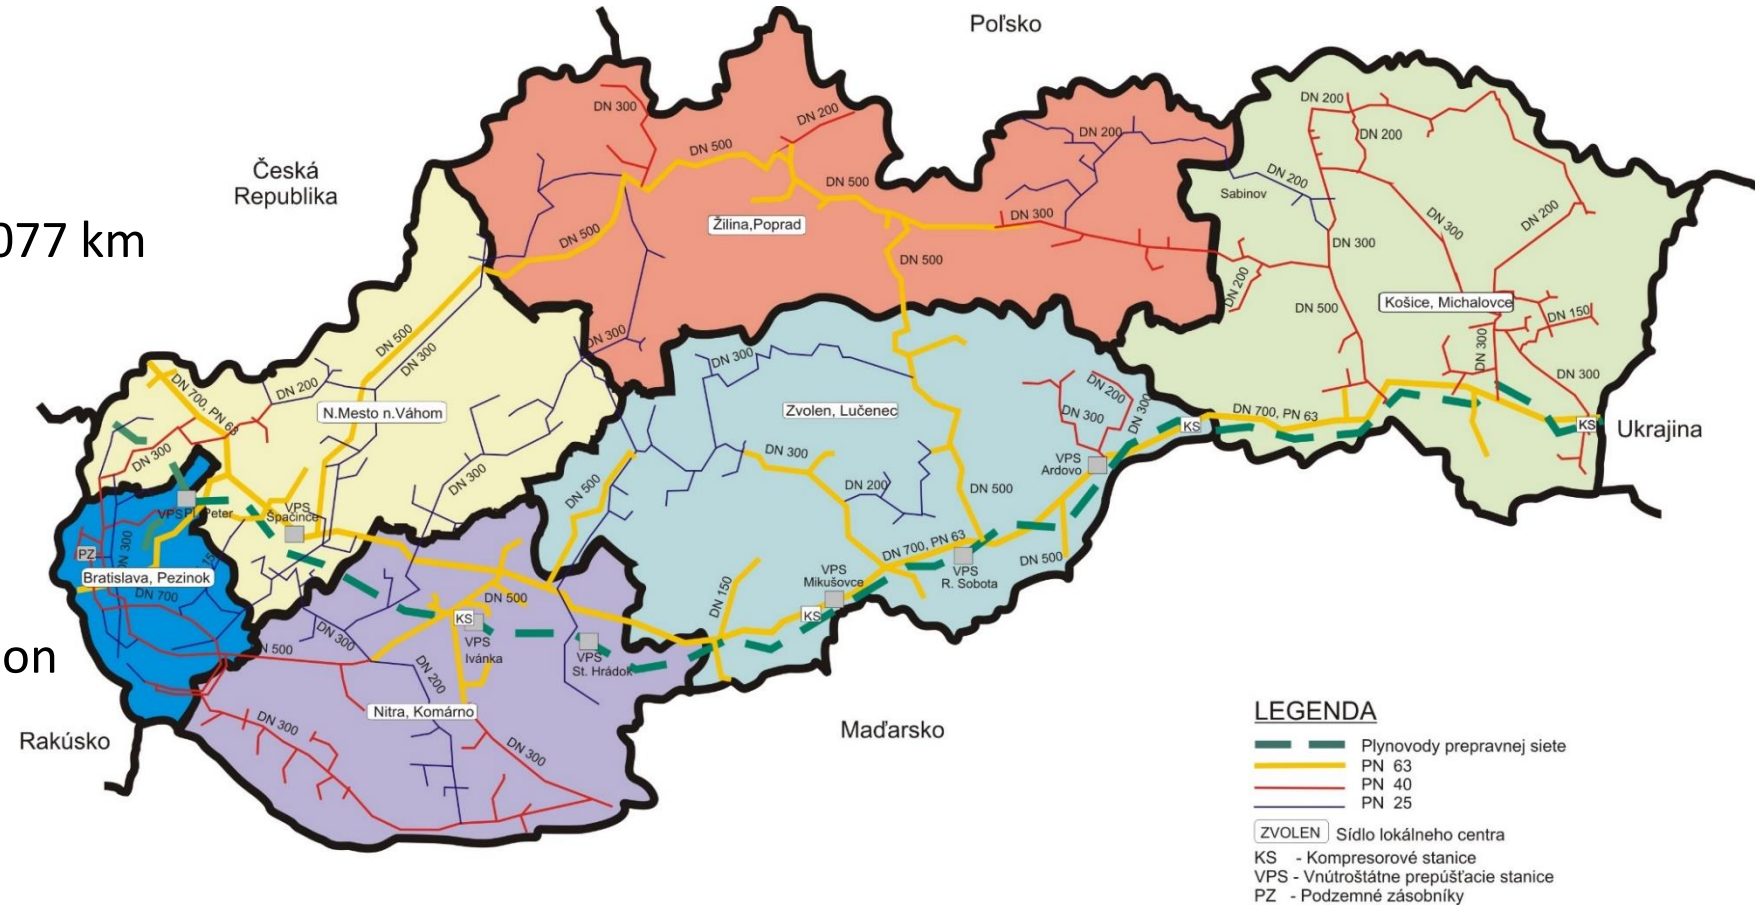 Poľsko
DN 300
DN 200
DN 200
DN 500
DN 200
DN 200
Česká
Republika
DN 500
DN 200
Sabinov
DN 300
DN 200
Žilina,Poprad
DN 300
077 km
DN 500
DN 300
DN 500
DN 200
Košice, Michalovce
DN 500
DN 150
DN 500
DN 300
DN 300
DN 300
DN 300
DN 300
DN 700, PN 63
DN 200
DN 200
DN 300
N.Mesto n.Váhom
Zvolen, Lučenec
DN 300
DN 300
DN 700, PN 63
KS
KS
Ukrajina
DN 300
DN 300
DN 300
VPS
Ardovo
DN 500
DN 200
DN 500
VPS
Špačince
VPS
Peter
DN 700, PN 63
PZ
DN 300
DN 500
VPS
R. Sobota
VPS
Mikušovce
Bratislava, Pezinok
DN 700
DN 500
DN 150
KS
KS
VPS
Ivánka
DN 300
DN 500
VPS
St. Hrádok
on
DN 200
Nitra, Komárno
DN 300
DN 300
Rakúsko
Maďarsko
LEGENDA
Plynovody prepravnej siete
PN 63
PN 40
PN 25
ZVOLEN Sídlo lokálneho centra
KS - Kompresorové stanice
VPS - Vnútroštátne prepúšťacie stanice
PZ - Podzemné zásobníky